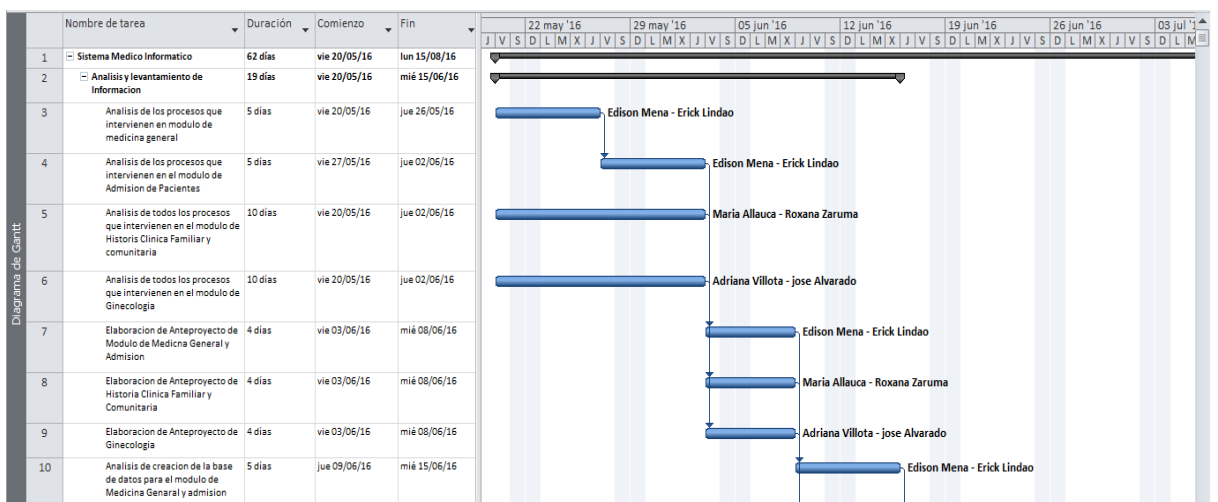 Nombre de tarea Duración Comienzo Fin
22 may '16 29 may '16 05 jun '16 12 jun '16 19 jun '16 26 jun '16 03 jul '1
J V S D L M X J V S D L M X J V S D L M X J V S D L M X J V S D L M X J V S D L M X J V S D L M
1 Sistema Medico Informatico 62 días vie 20/05/16 lun 15/08/16
2 Analisis y levantamiento de 19 días vie 20/05/16 mié 15/06/16
Informacion
3 Analisis de los procesos que 5 días vie 20/05/16 jue 26/05/16 Edison Mena - Erick Lindao
intervienen en modulo de
medicina general
4 Analisis de los procesos que 5 días vie 27/05/16 jue 02/06/16 Edison Mena - Erick Lindao
intervienen en el modulo de
Admision de Pacientes
5 Analisis de todos los procesos 10 días vie 20/05/16 jue 02/06/16 Maria Allauca - Roxana Zaruma
que intervienen en el modulo de
Historis Clinica Familiar y
comunitaria
6 Analisis de todos los procesos 10 días vie 20/05/16 jue 02/06/16 Adriana Villota - jose Alvarado
que intervienen en el modulo de
Ginecologia
7 Elaboracion de Anteproyecto de 4 días vie 03/06/16 mié 08/06/16 Edison Mena - Erick Lindao
Modulo de Medicna General y
Admision
8 Elaboracion de Anteproyecto de 4 días vie 03/06/16 mié 08/06/16 Maria Allauca - Roxana Zaruma
Historia Clinica Familiar y
Comunitaria
9 Elaboracion de Anteproyecto de 4 días vie 03/06/16 mié 08/06/16 Adriana Villota - jose Alvarado
Ginecologia
10 Analisis de creacion de la base 5 días jue 09/06/16 mié 15/06/16 Edison Mena - Erick Lindao
de datos para el modulo de
Medicina Genaral y admision
Diagrama de Gantt